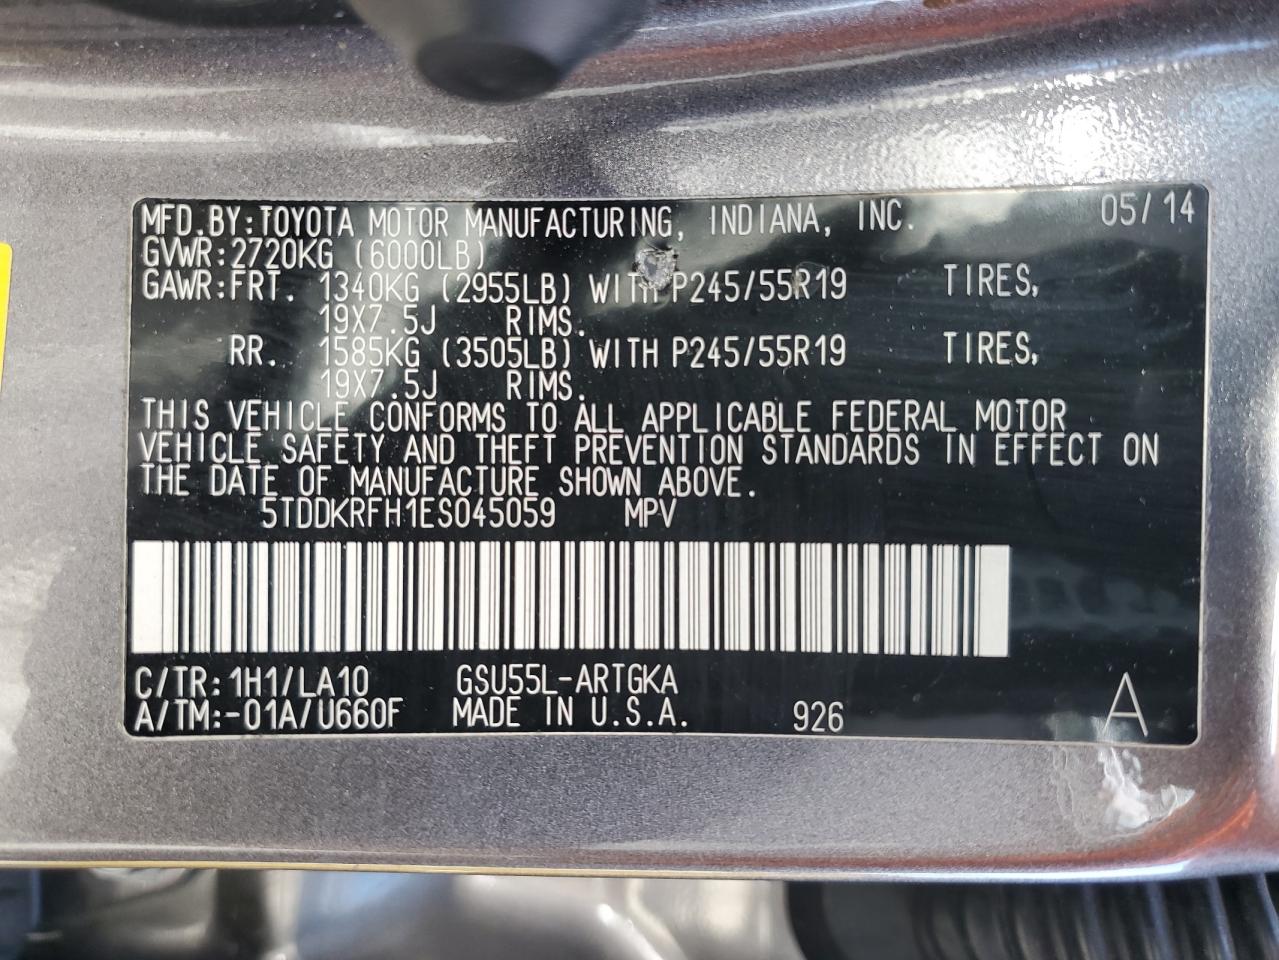 MFD.BY:TOYOTA MOTOR MANUFACTURING, INDIANA, INC. 05/14
GVWR:2720KG (6000LB)
GAWR:FRT. 1340KG (2955LB) WITH P245/55R19 TIRES,
19X7.5J RIMS.
RR. 1585KG (3505LB) WITH P245/55R19 TIRES,
19X7.5J RIMS.
THIS VEHICLE CONFORMS TO ALL APPLICABLE FEDERAL MOTOR
VEHICLE SAFETY AND THEFT PREVENTION STANDARDS IN EFFECT ON
THE DATE OF MANUFACTURE SHOWN ABOVE.
5TDDKRFH1ES045059 MPV
C/TR:1H1/LA10 GSU55L-ARTGKA
A/TM:-01A/U660F MADE IN U.S.A. 926 A